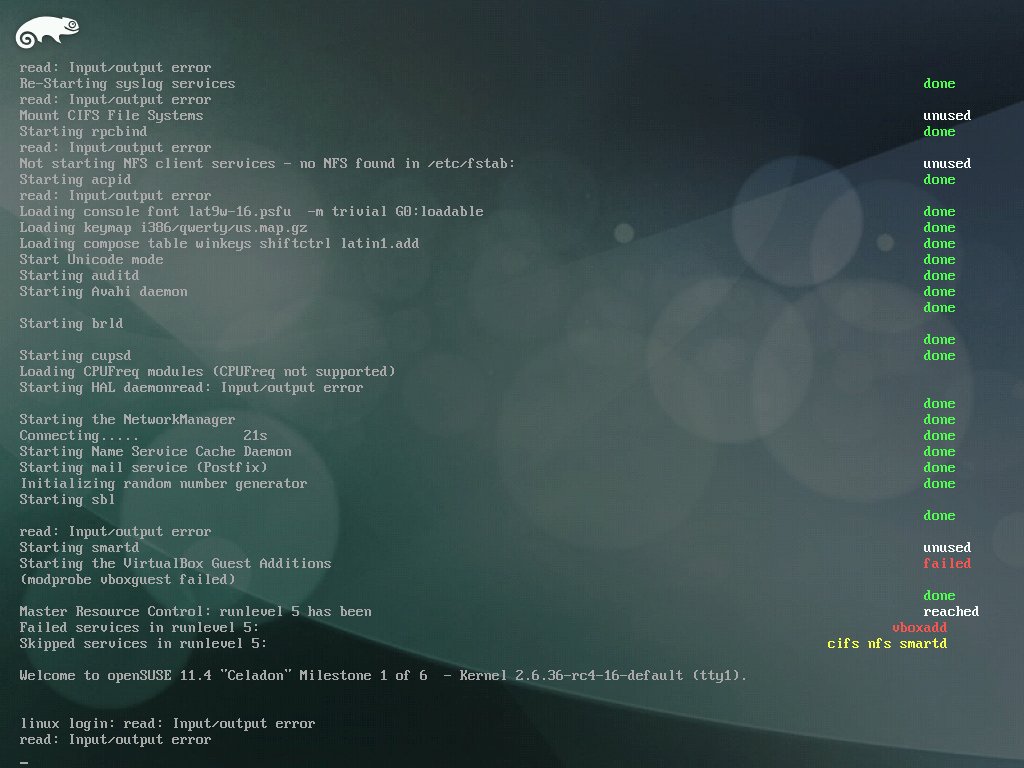 read: Input/output error
Re-Starting syslog services done
read: Input/output error
Mount CIFS File Systems unused
Starting rpcbind done
read: Input/output error
Not starting NFS client services - no NFS found in /etc/fstab: unused
Starting acpid done
read: Input/output error
Loading console font lat9w-16.psfu  -m trivial G0:loadable done
Loading keymap i386/qwerty/us.map.gz done
Loading compose table winkeys shiftctrl latin1.add done
Start Unicode mode done
Starting auditd done
Starting Avahi daemon done
done
Starting brld
done
Starting cupsd done
Loading CPUFreq modules (CPUFreq not supported)
Starting HAL daemonread: Input/output error
done
Starting the NetworkManager done
Connecting..... 21s done
Starting Name Service Cache Daemon done
Starting mail service (Postfix) done
Initializing random number generator done
Starting sbl
done
read: Input/output error
Starting smartd unused
Starting the VirtualBox Guest Additions failed
(modprobe vboxguest failed)
done
Master Resource Control: runlevel 5 has been reached
Failed services in runlevel 5: vboxadd
Skipped services in runlevel 5: cifs nfs smartd
Welcome to openSUSE 11.4 "Celadon" Milestone 1 of 6  - Kernel 2.6.36-rc4-16-default (tty1).
linux login: read: Input/output error
read: Input/output error
_